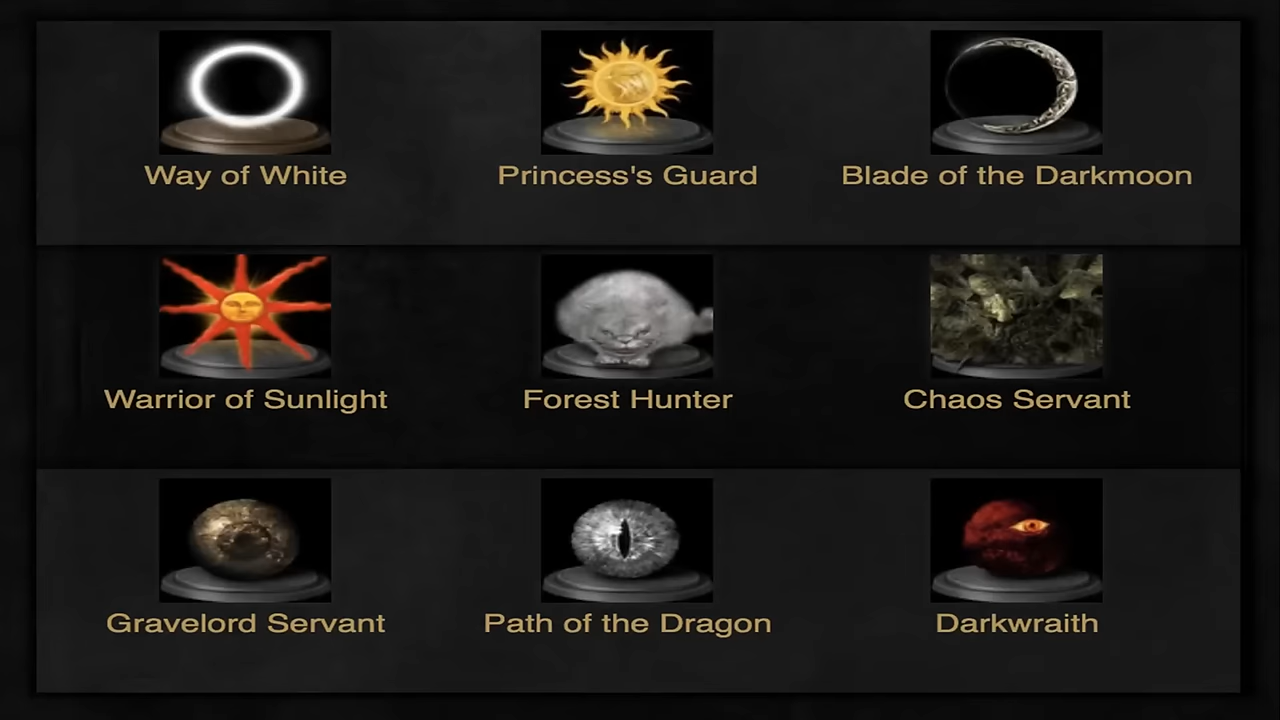 Way of White
Princess's Guard
Blade of the Darkmoon
Warrior of Sunlight
Forest Hunter
Chaos Servant
Gravelord Servant
Path of the Dragon
Darkwraith